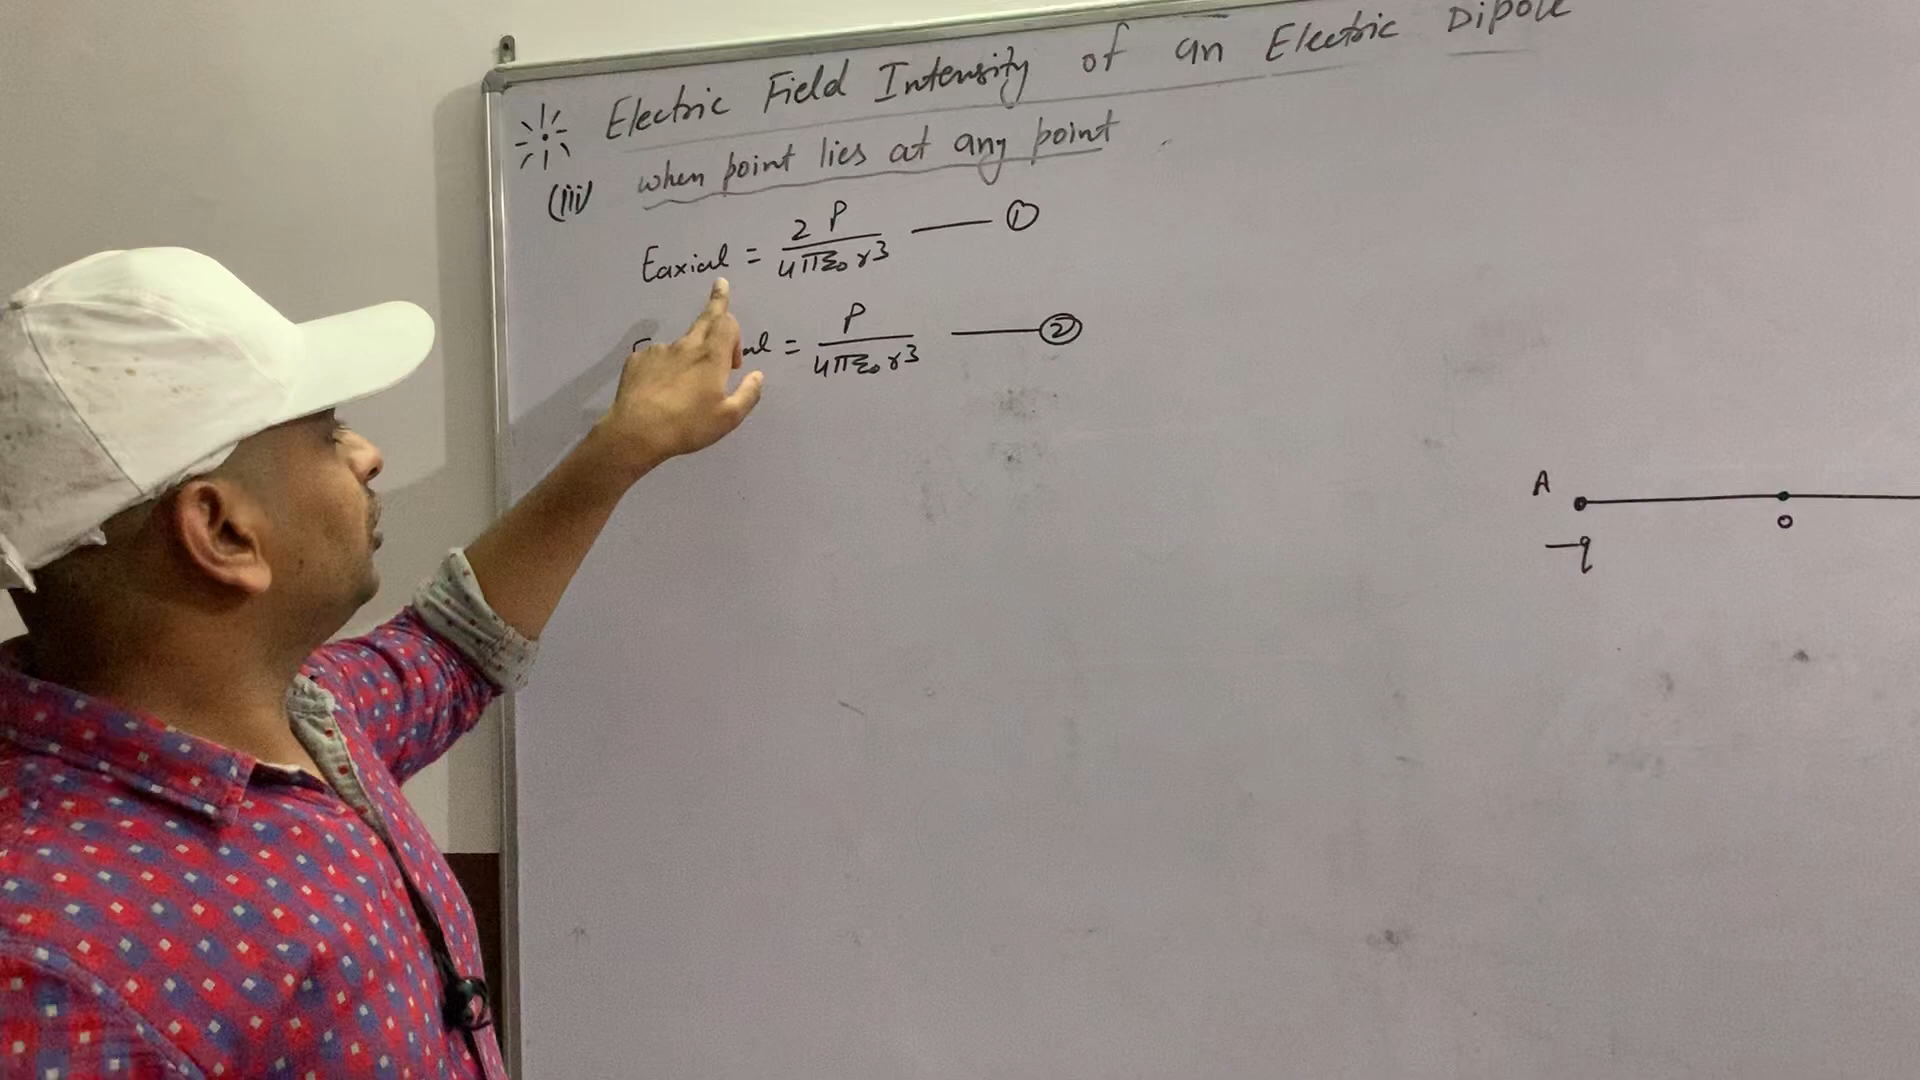 Electric Field Intensity of an Electric Dipole
(iii) when point lies at any point
Eaxial = 2P / 4πε₀r³ —— ①
= P / 4πε₀r³ —— ②
A
O
-q